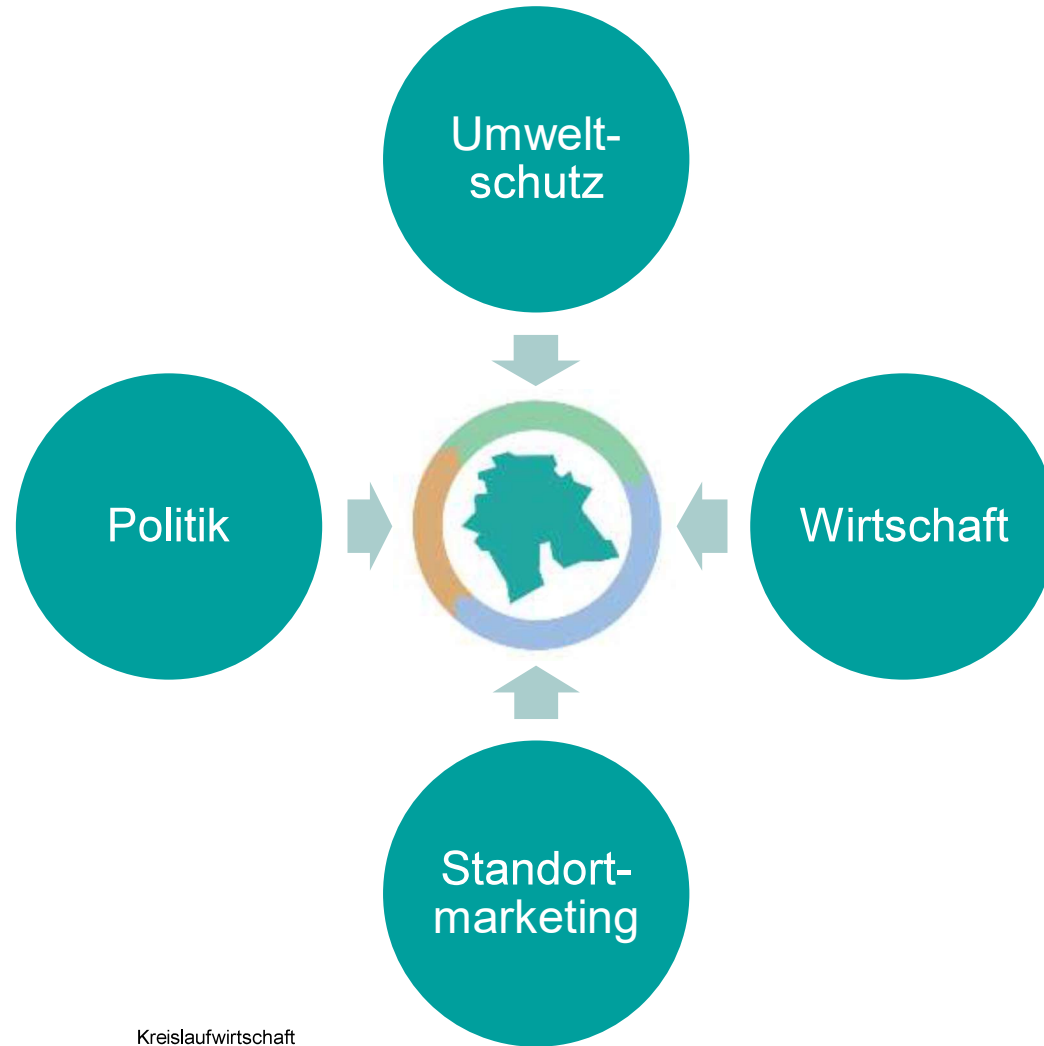 Umwelt-
schutz
Politik
Wirtschaft
Standort-
marketing
Kreislaufwirtschaft